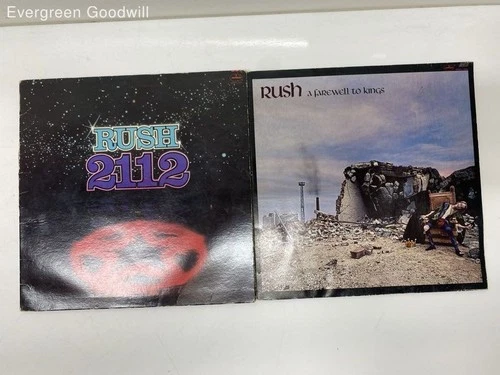 Evergreen Goodwill
RUSH
2112
RUSH A FAREWELL TO KINGS